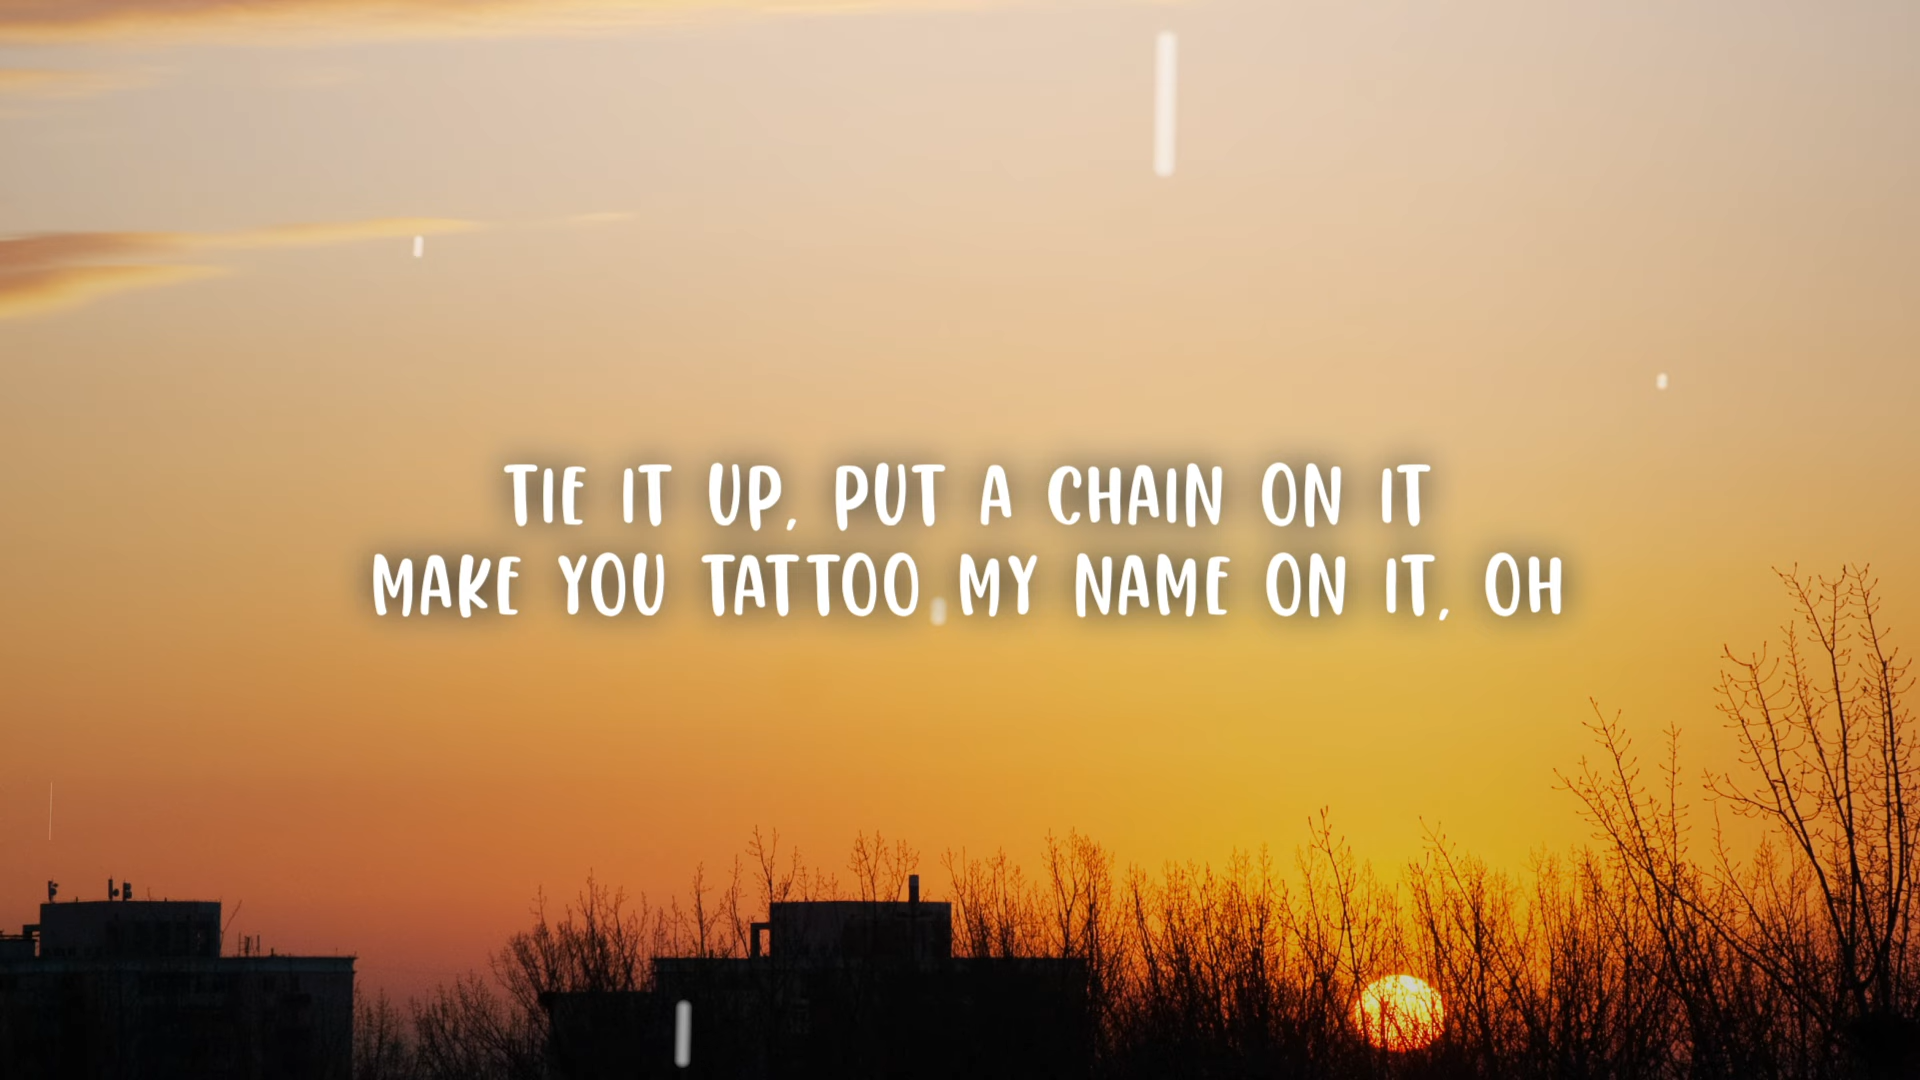 TIE IT UP, PUT A CHAIN ON IT
MAKE YOU TATTOO MY NAME ON IT, OH